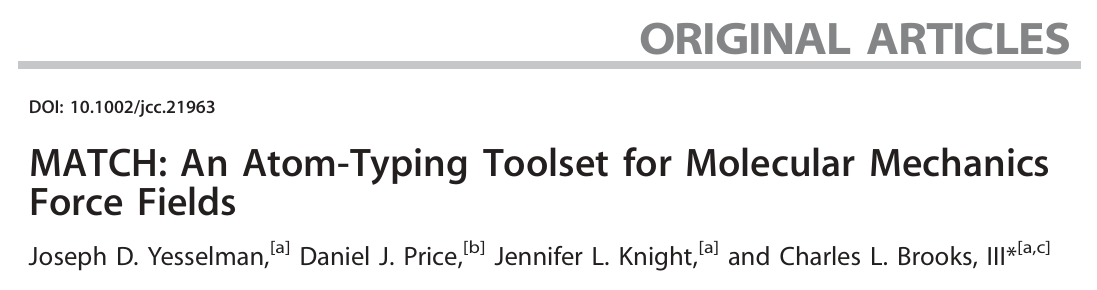 ORIGINAL ARTICLES
DOI: 10.1002/jcc.21963
MATCH: An Atom-Typing Toolset for Molecular Mechanics
Force Fields
Joseph D. Yesselman,[a] Daniel J. Price,[b] Jennifer L. Knight,[a] and Charles L. Brooks, III*[a,c]